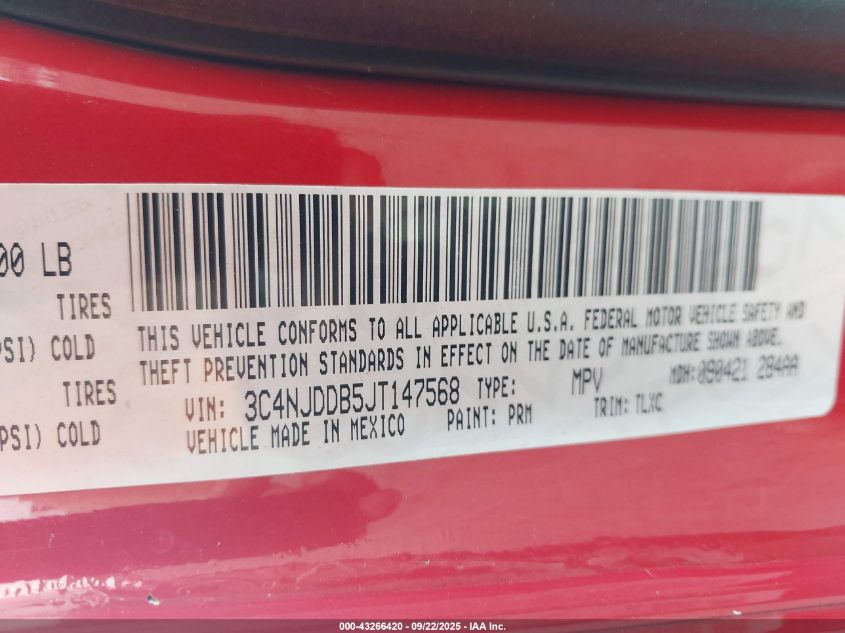 00 LB
TIRES
PSI) COLD
TIRES
PSI) COLD
THIS VEHICLE CONFORMS TO ALL APPLICABLE U.S.A. FEDERAL MOTOR VEHICLE SAFETY AND
THEFT PREVENTION STANDARDS IN EFFECT ON THE DATE OF MANUFACTURE SHOWN ABOVE.
VIN: 3C4NJDDB5JT147568 TYPE: MPV MDH: 080421 284AA
VEHICLE MADE IN MEXICO PAINT: PRM TRIM: TLXC
000-43266420 | 09/22/2025 - IAA Inc.